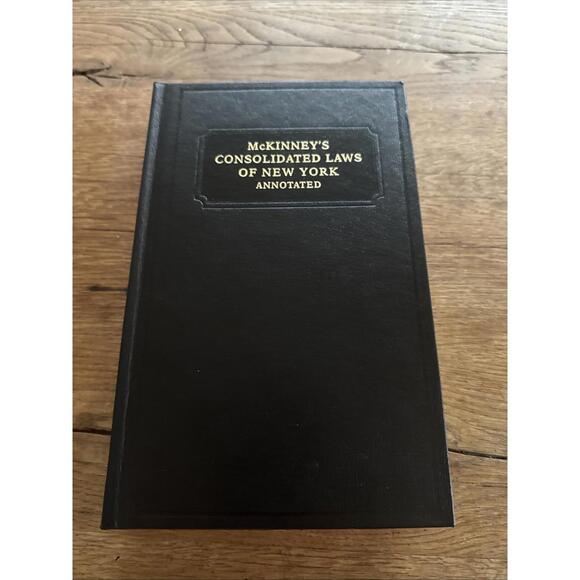 McKINNEY'S
CONSOLIDATED LAWS
OF NEW YORK
ANNOTATED